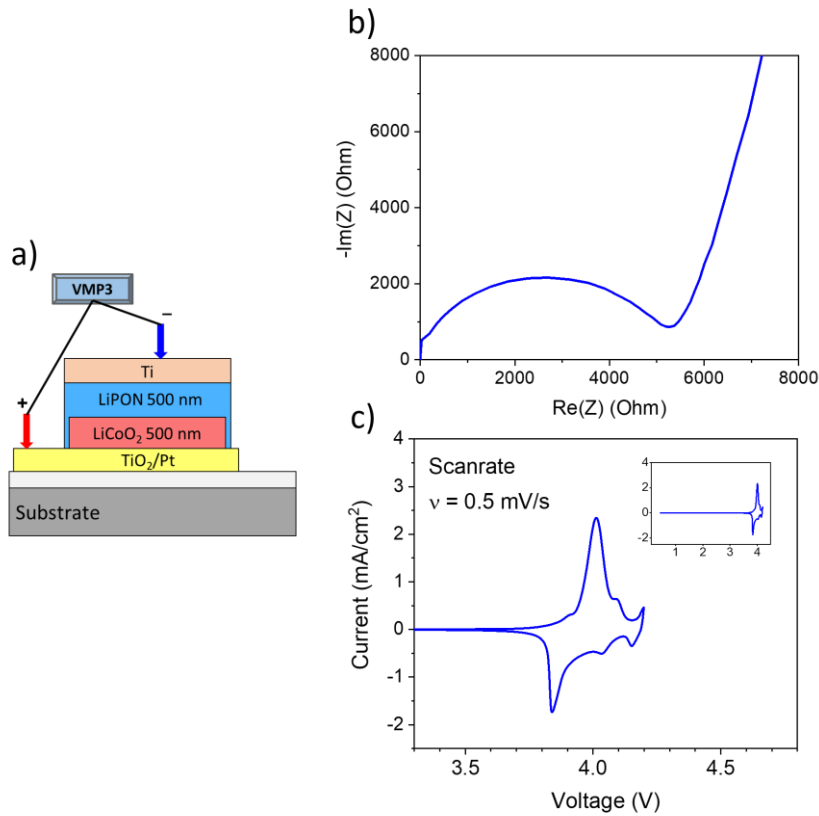 a)
VMP3
–
+
Ti
LiPON 500 nm
LiCoO₂ 500 nm
TiO₂/Pt
Substrate
b)
8000
6000
4000
2000
0
-Im(Z) (Ohm)
0 2000 4000 6000 8000
Re(Z) (Ohm)
c)
4
3
2
1
0
-1
-2
Current (mA/cm²)
Scanrate
ν = 0.5 mV/s
4
2
0
-2
1 2 3 4
3.5 4.0 4.5
Voltage (V)